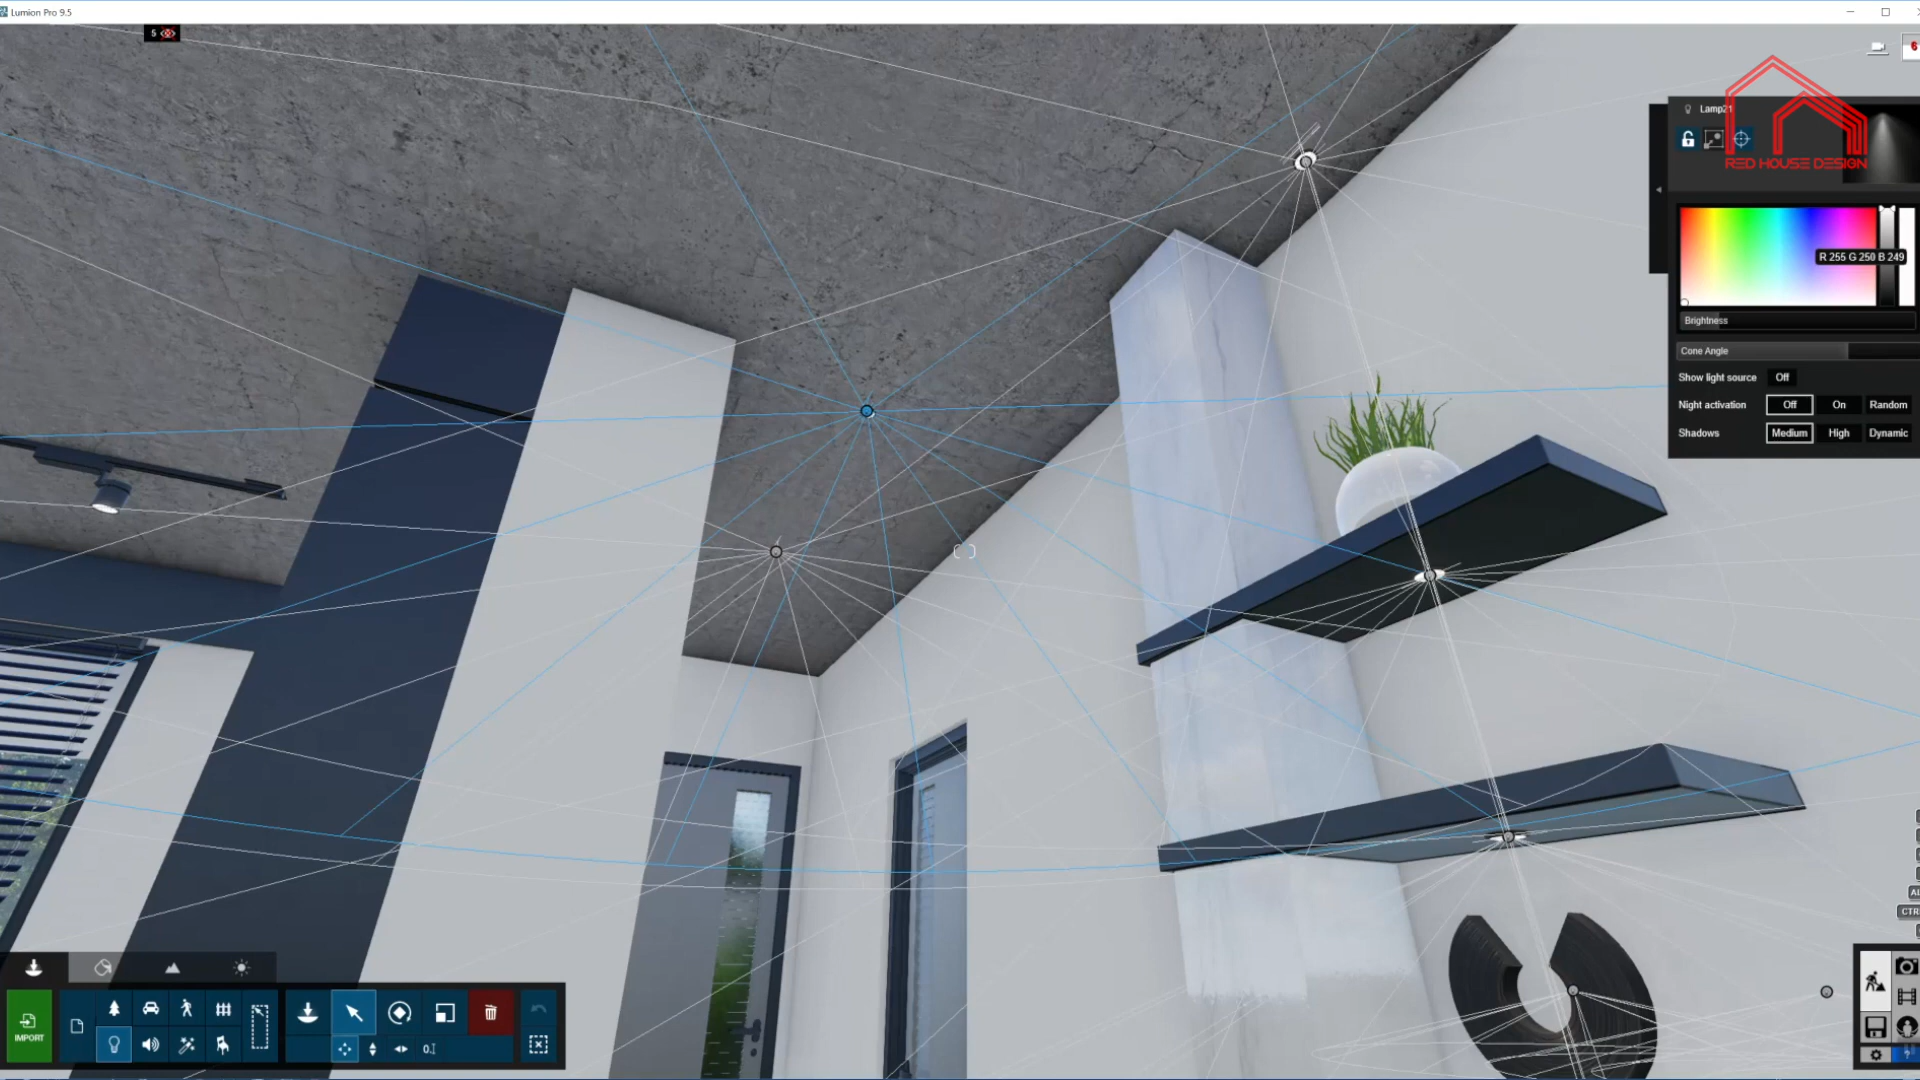 Lumion Pro 9.5
5
6
Lamp21
RED HOUSE DESIGN
R 255 G 250 B 249
Brightness
Cone Angle
Show light source Off
Night activation Off On Random
Shadows Medium High Dynamic
CTR
IMPORT